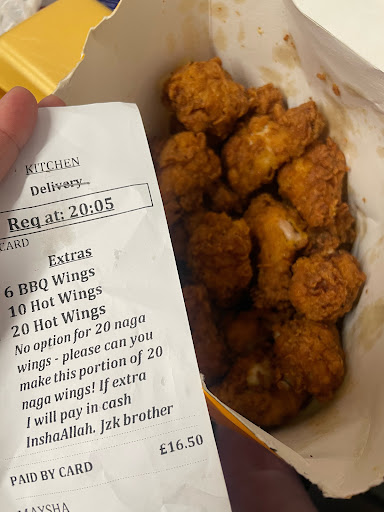 KITCHEN
Delivery
Req at: 20:05
CARD
Extras
6 BBQ Wings
10 Hot Wings
20 Hot Wings
No option for 20 naga
wings - please can you
make this portion of 20
naga wings! If extra
I will pay in cash
InshaAllah. Jzk brother
£16.50
PAID BY CARD
MAYSHA